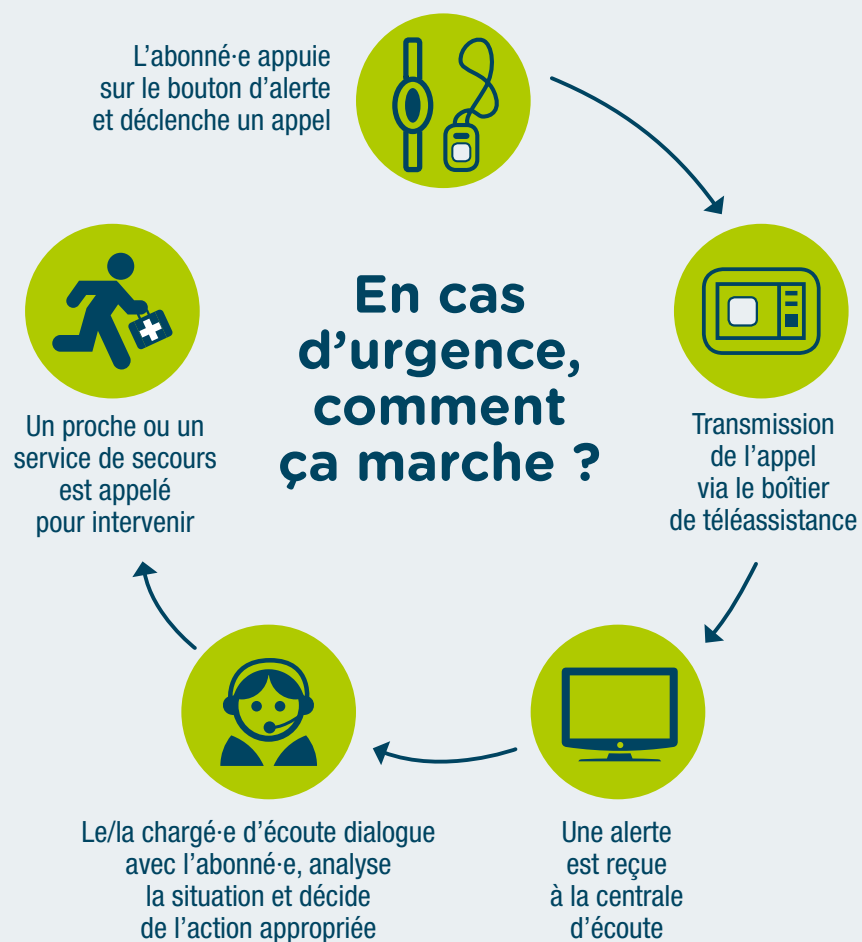 L'abonné·e appuie
sur le bouton d'alerte
et déclenche un appel
En cas
d'urgence,
comment
ça marche ?
Transmission
de l'appel
via le boîtier
de téléassistance
Une alerte
est reçue
à la centrale
d'écoute
Le/la chargé·e d'écoute dialogue
avec l'abonné·e, analyse
la situation et décide
de l'action appropriée
Un proche ou un
service de secours
est appelé
pour intervenir